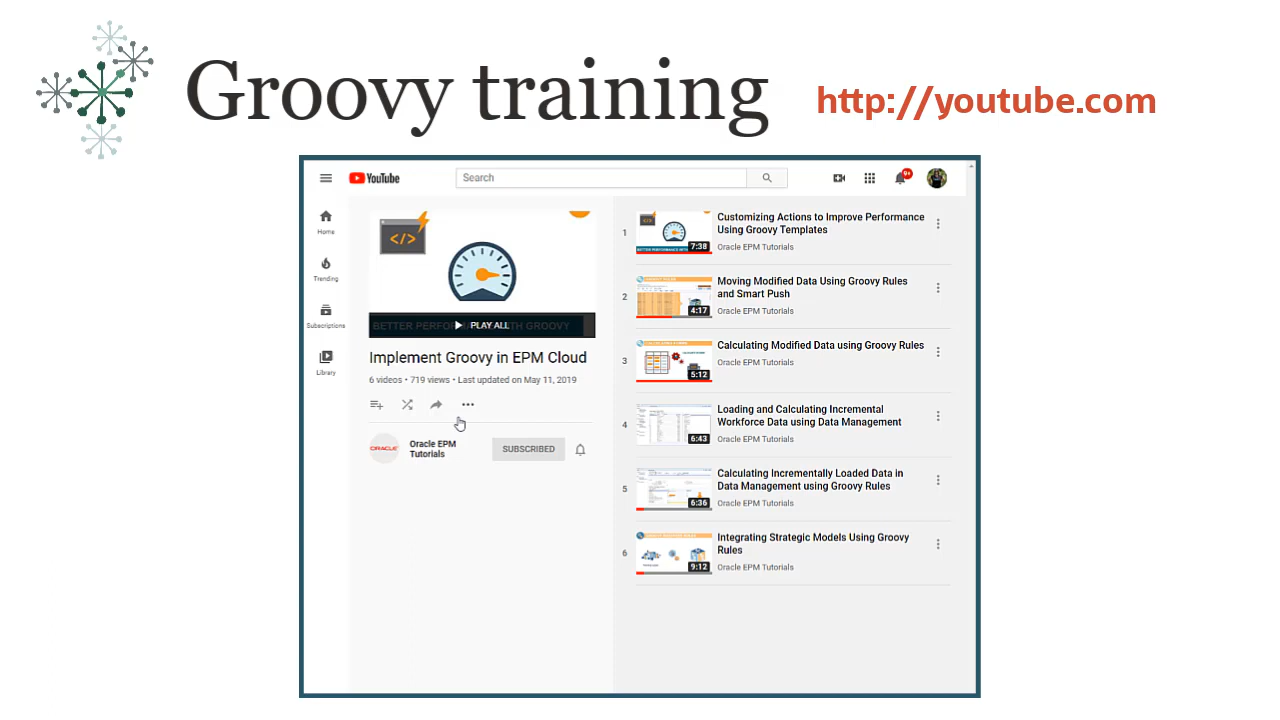 Groovy training
http://youtube.com
YouTube
Search
9+
Home
Trending
Subscriptions
Library
</>
BETTER PERFORMANCE WITH GROOVY
PLAY ALL
Implement Groovy in EPM Cloud
6 videos • 719 views • Last updated on May 11, 2019
ORACLE
Oracle EPM
Tutorials
SUBSCRIBED
1
7:38
Customizing Actions to Improve Performance
Using Groovy Templates
Oracle EPM Tutorials
2
4:17
Moving Modified Data Using Groovy Rules
and Smart Push
Oracle EPM Tutorials
3
5:12
Calculating Modified Data using Groovy Rules
Oracle EPM Tutorials
4
6:43
Loading and Calculating Incremental
Workforce Data using Data Management
Oracle EPM Tutorials
5
6:36
Calculating Incrementally Loaded Data in
Data Management using Groovy Rules
Oracle EPM Tutorials
6
9:12
Integrating Strategic Models Using Groovy
Rules
Oracle EPM Tutorials